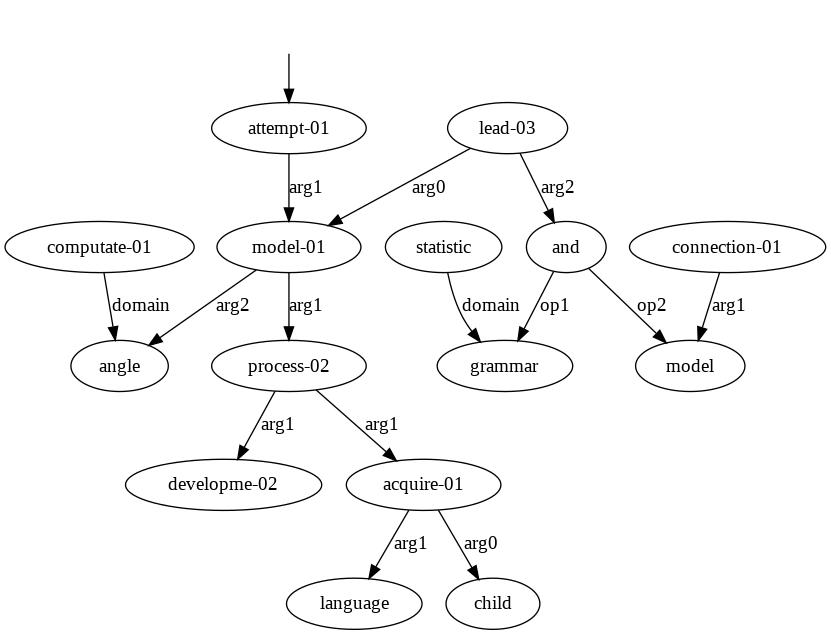 attempt-01
lead-03
arg1
arg0
arg2
computate-01
model-01
statistic
and
connection-01
domain
arg2
arg1
domain
op1
op2
arg1
angle
process-02
grammar
model
arg1
arg1
developme-02
acquire-01
arg1
arg0
language
child